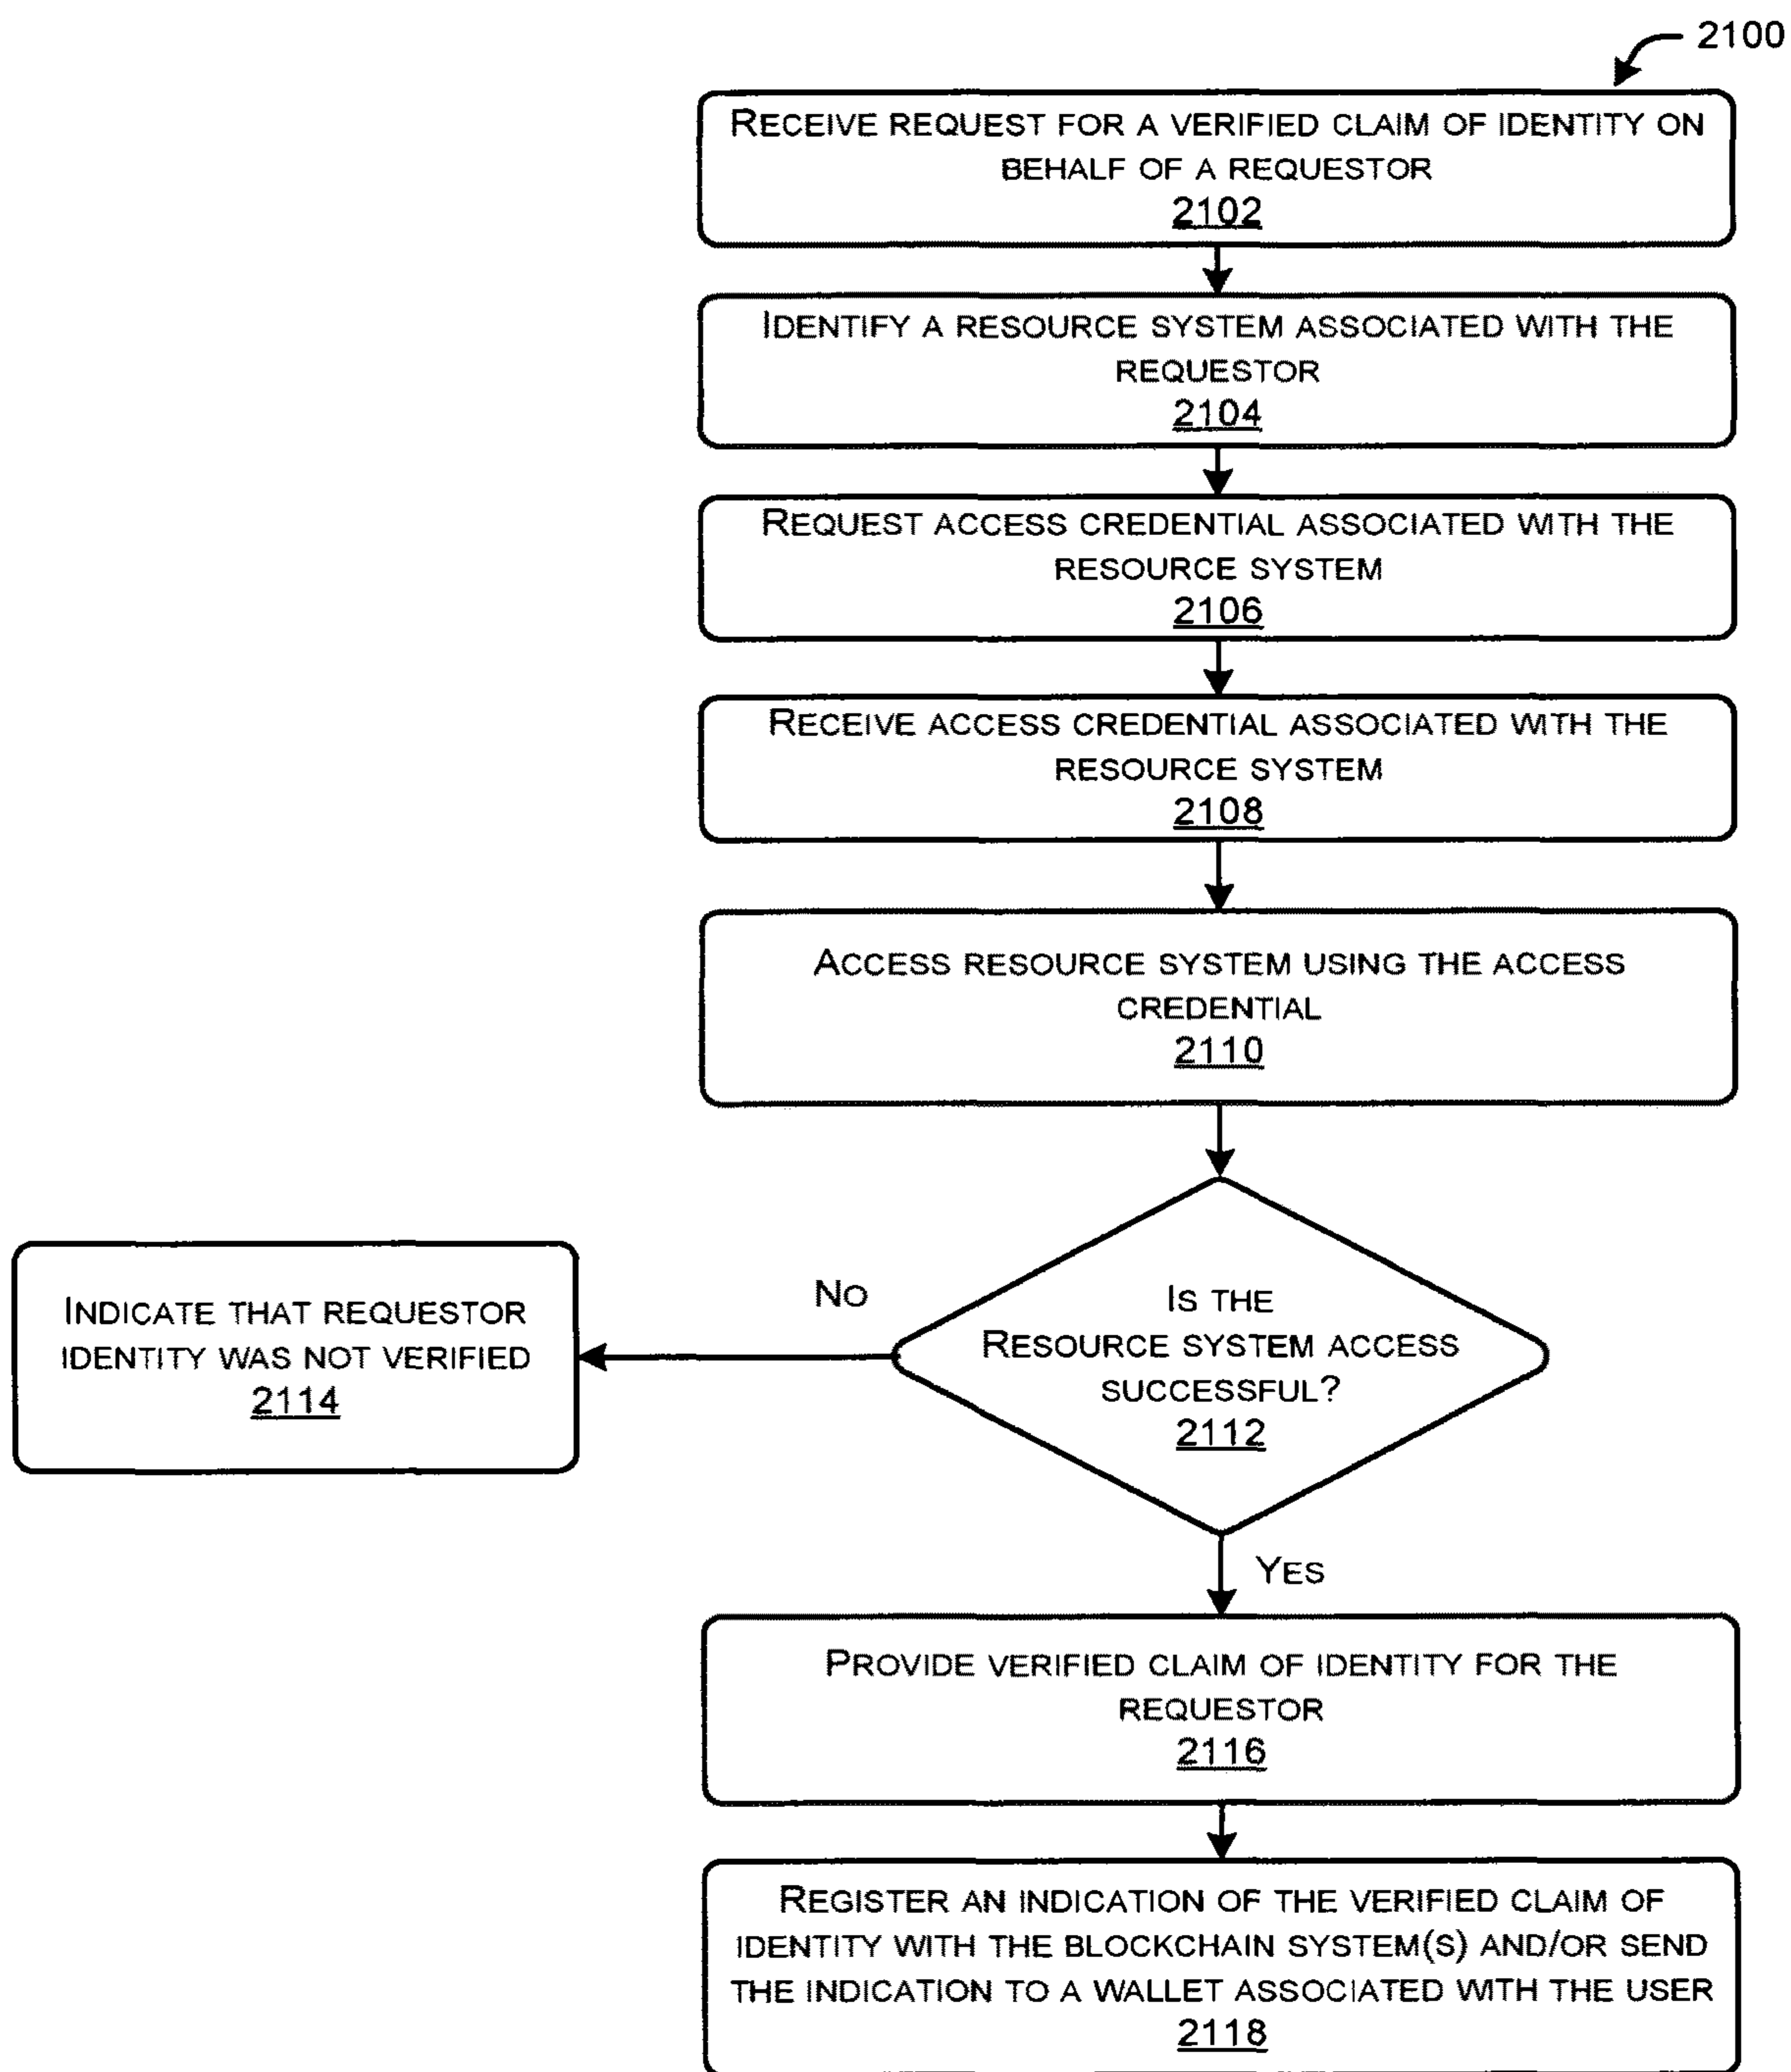 2100
RECEIVE REQUEST FOR A VERIFIED CLAIM OF IDENTITY ON
BEHALF OF A REQUESTOR
2102
IDENTIFY A RESOURCE SYSTEM ASSOCIATED WITH THE
REQUESTOR
2104
REQUEST ACCESS CREDENTIAL ASSOCIATED WITH THE
RESOURCE SYSTEM
2106
RECEIVE ACCESS CREDENTIAL ASSOCIATED WITH THE
RESOURCE SYSTEM
2108
ACCESS RESOURCE SYSTEM USING THE ACCESS
CREDENTIAL
2110
IS THE
RESOURCE SYSTEM ACCESS
SUCCESSFUL?
2112
NO
INDICATE THAT REQUESTOR
IDENTITY WAS NOT VERIFIED
2114
YES
PROVIDE VERIFIED CLAIM OF IDENTITY FOR THE
REQUESTOR
2116
REGISTER AN INDICATION OF THE VERIFIED CLAIM OF
IDENTITY WITH THE BLOCKCHAIN SYSTEM(S) AND/OR SEND
THE INDICATION TO A WALLET ASSOCIATED WITH THE USER
2118